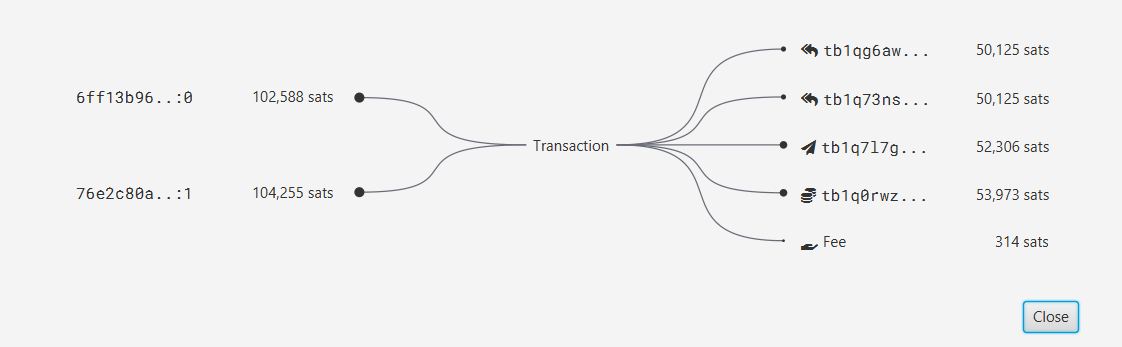 tb1qg6aw... 50,125 sats
6ff13b96..:0 102,588 sats
tb1q73ns... 50,125 sats
Transaction
tb1q7l7g... 52,306 sats
76e2c80a..:1 104,255 sats
tb1q0rwz... 53,973 sats
Fee 314 sats
Close